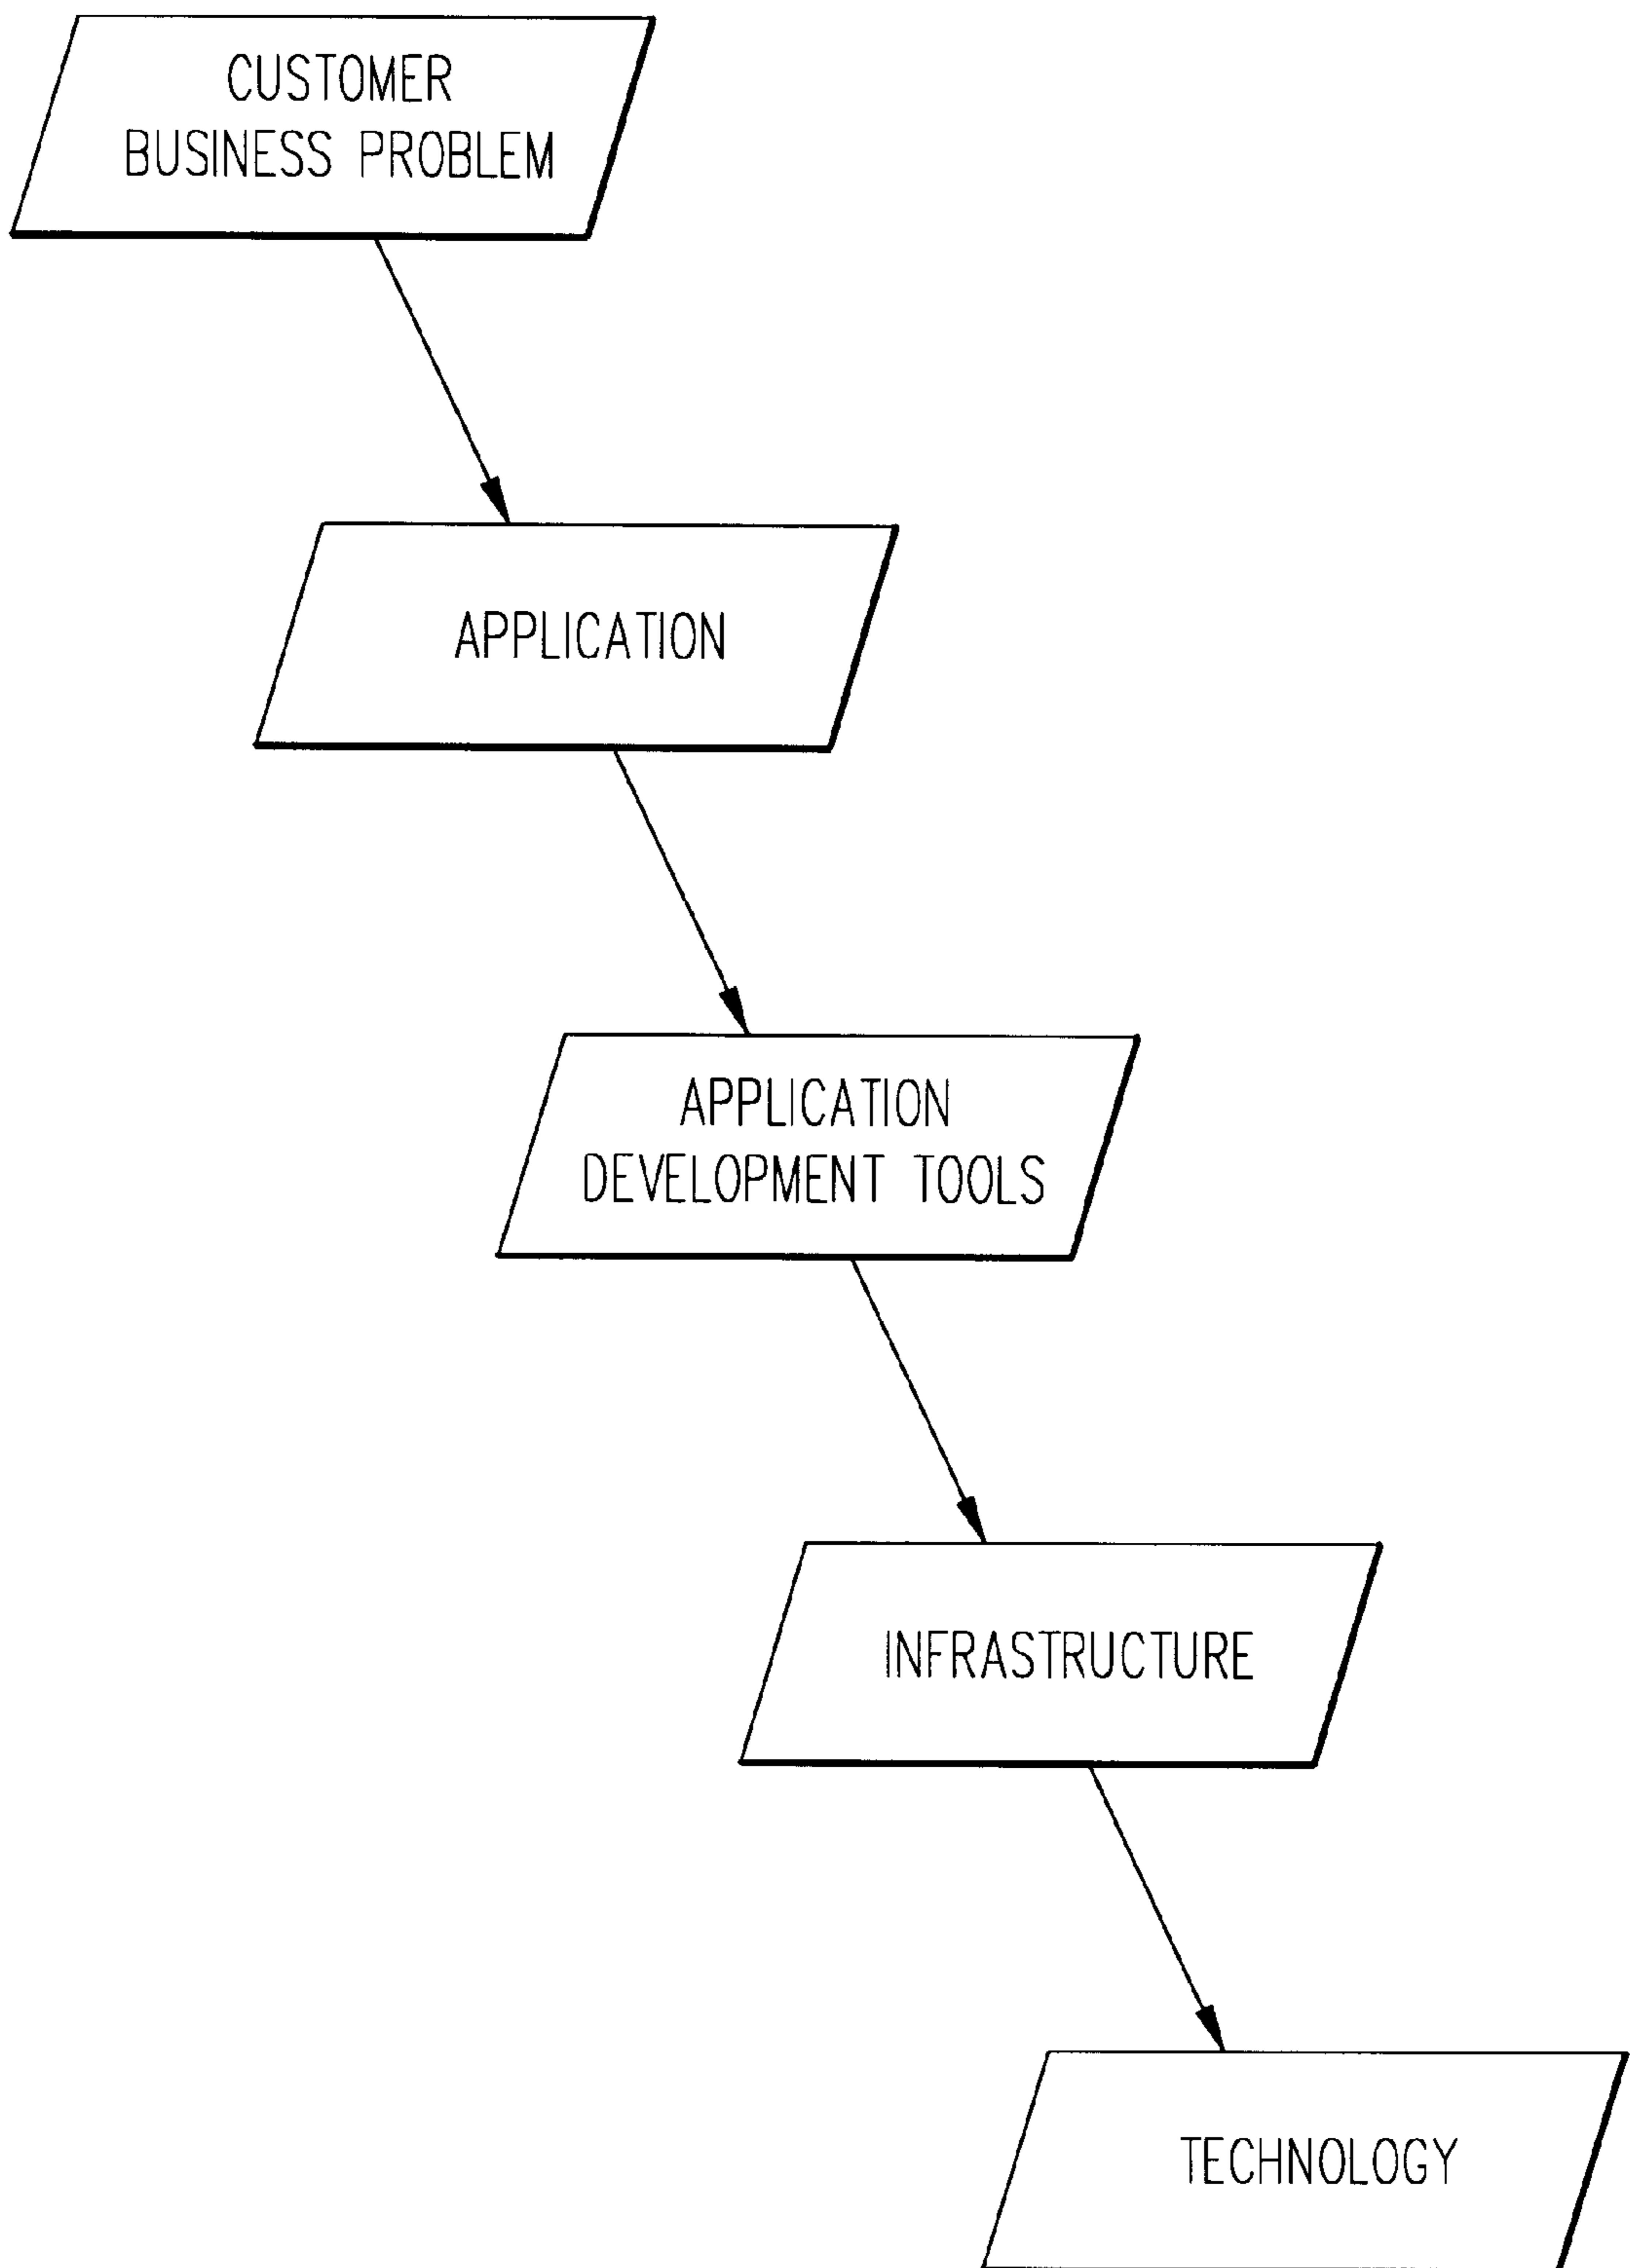 CUSTOMER
BUSINESS PROBLEM
APPLICATION
APPLICATION
DEVELOPMENT TOOLS
INFRASTRUCTURE
TECHNOLOGY